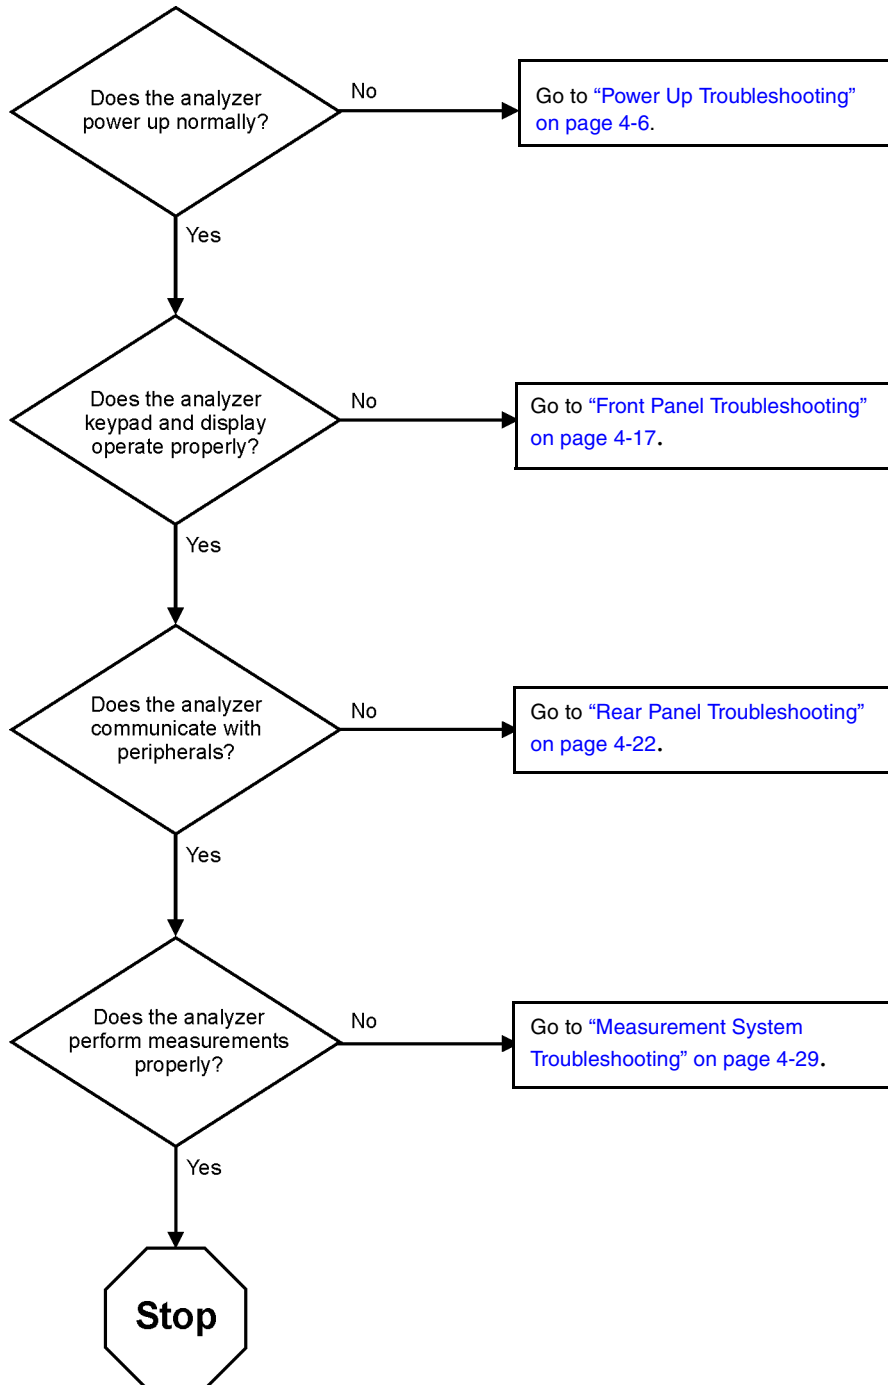 Does the analyzer
power up normally?
No
Go to “Power Up Troubleshooting”
on page 4-6.
Yes
Does the analyzer
keypad and display
operate properly?
No
Go to “Front Panel Troubleshooting”
on page 4-17.
Yes
Does the analyzer
communicate with
peripherals?
No
Go to “Rear Panel Troubleshooting”
on page 4-22.
Yes
Does the analyzer
perform measurements
properly?
No
Go to “Measurement System
Troubleshooting” on page 4-29.
Yes
Stop